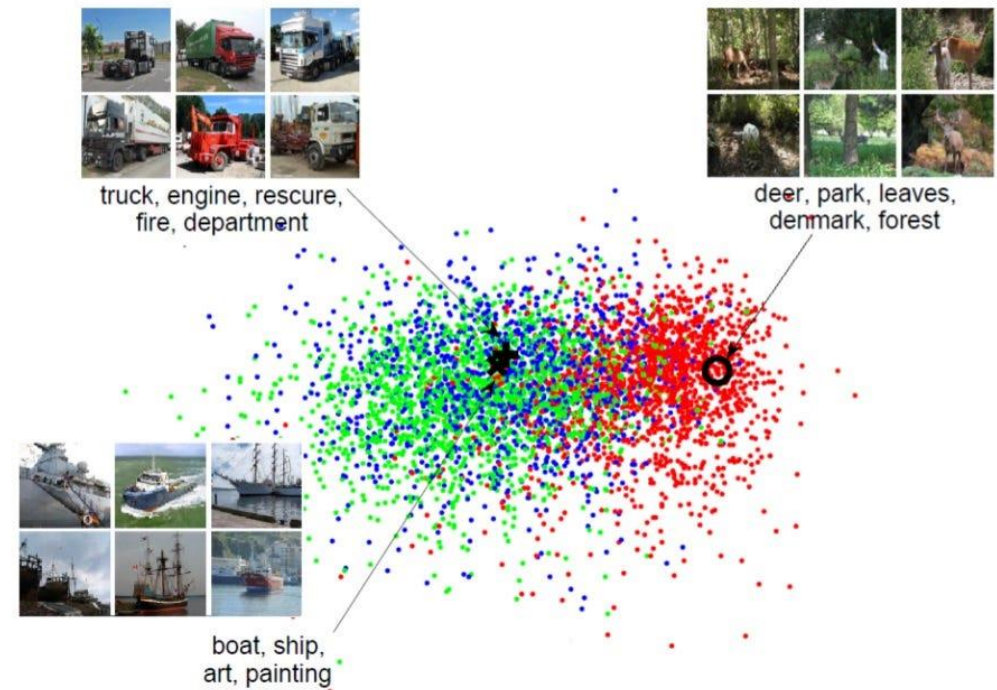 truck, engine, rescure,
fire, department
deer, park, leaves,
denmark, forest
boat, ship,
art, painting